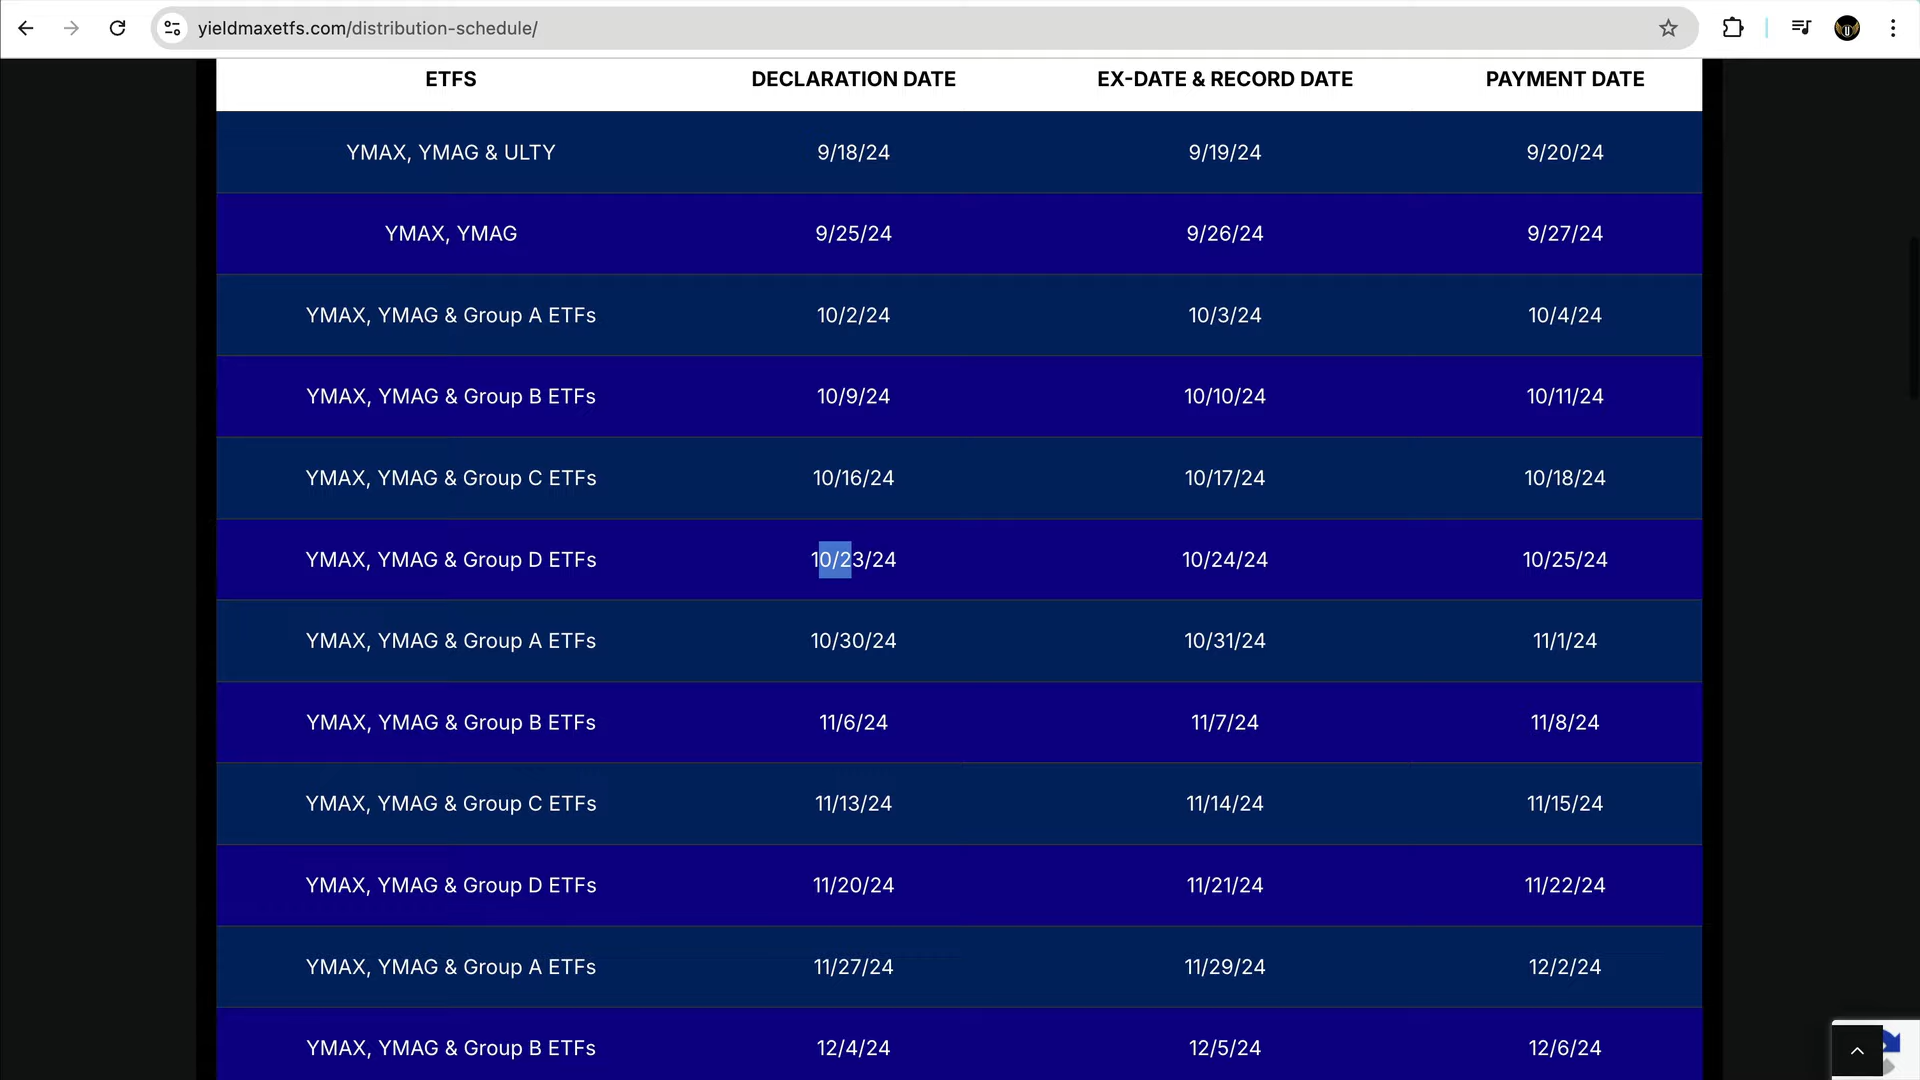 yieldmaxetfs.com/distribution-schedule/
ETFS DECLARATION DATE EX-DATE & RECORD DATE PAYMENT DATE
YMAX, YMAG & ULTY 9/18/24 9/19/24 9/20/24
YMAX, YMAG 9/25/24 9/26/24 9/27/24
YMAX, YMAG & Group A ETFs 10/2/24 10/3/24 10/4/24
YMAX, YMAG & Group B ETFs 10/9/24 10/10/24 10/11/24
YMAX, YMAG & Group C ETFs 10/16/24 10/17/24 10/18/24
YMAX, YMAG & Group D ETFs 10/23/24 10/24/24 10/25/24
YMAX, YMAG & Group A ETFs 10/30/24 10/31/24 11/1/24
YMAX, YMAG & Group B ETFs 11/6/24 11/7/24 11/8/24
YMAX, YMAG & Group C ETFs 11/13/24 11/14/24 11/15/24
YMAX, YMAG & Group D ETFs 11/20/24 11/21/24 11/22/24
YMAX, YMAG & Group A ETFs 11/27/24 11/29/24 12/2/24
YMAX, YMAG & Group B ETFs 12/4/24 12/5/24 12/6/24